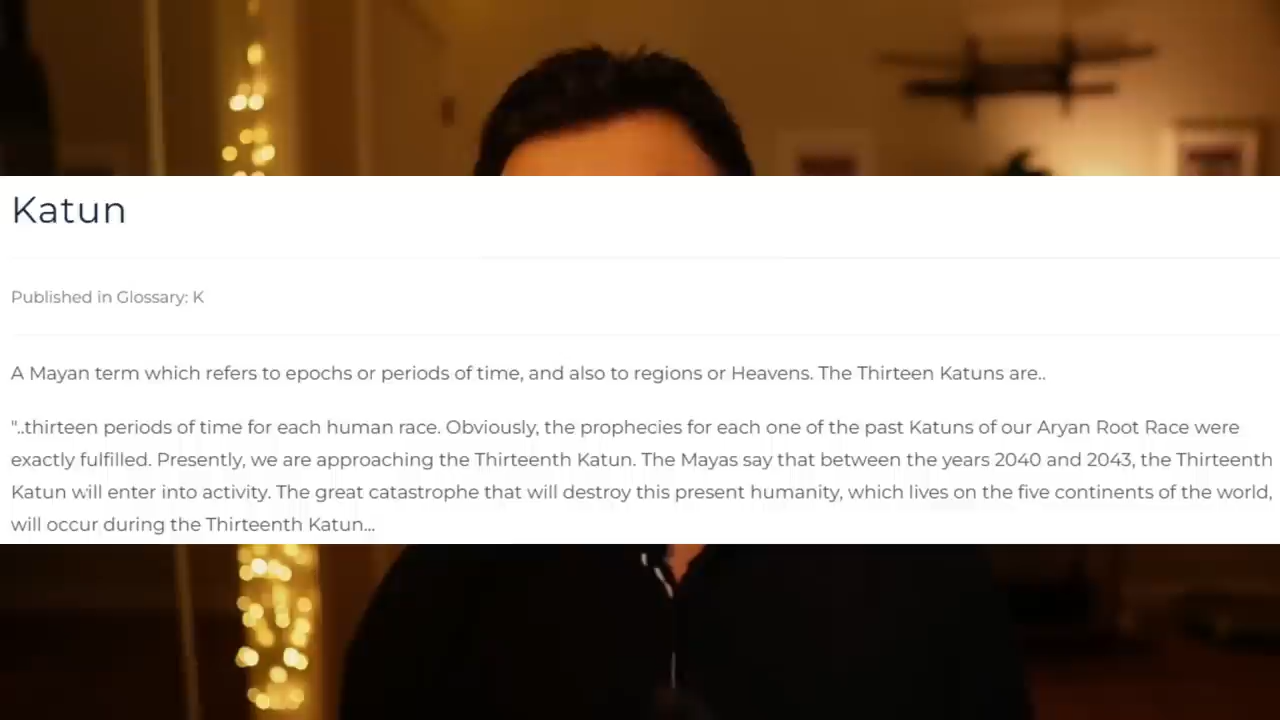 Katun
Published in Glossary: K
A Mayan term which refers to epochs or periods of time, and also to regions or Heavens. The Thirteen Katuns are..
"..thirteen periods of time for each human race. Obviously, the prophecies for each one of the past Katuns of our Aryan Root Race were
exactly fulfilled. Presently, we are approaching the Thirteenth Katun. The Mayas say that between the years 2040 and 2043, the Thirteenth
Katun will enter into activity. The great catastrophe that will destroy this present humanity, which lives on the five continents of the world,
will occur during the Thirteenth Katun...